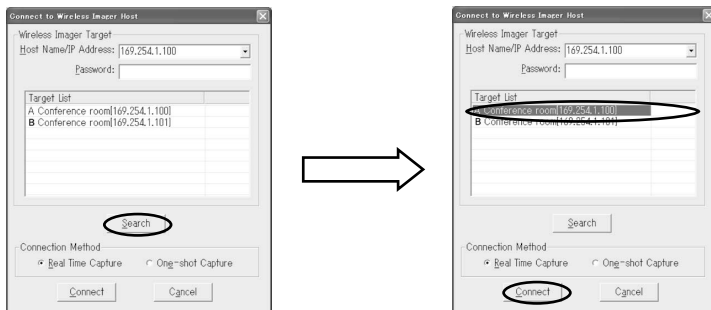 Connect to Wireless Imager Host
Wireless Imager Target
Host Name/IP Address: 169.254.1.100
Password:
Target List
A Conference room[169.254.1.100]
B Conference room[169.254.1.101]
Search
Connection Method
Real Time Capture One-shot Capture
Connect Cancel
Connect to Wireless Imager Host
Wireless Imager Target
Host Name/IP Address: 169.254.1.100
Password:
Target List
A Conference room[169.254.1.100]
B Conference room[169.254.1.101]
Search
Connection Method
Real Time Capture One-shot Capture
Connect Cancel